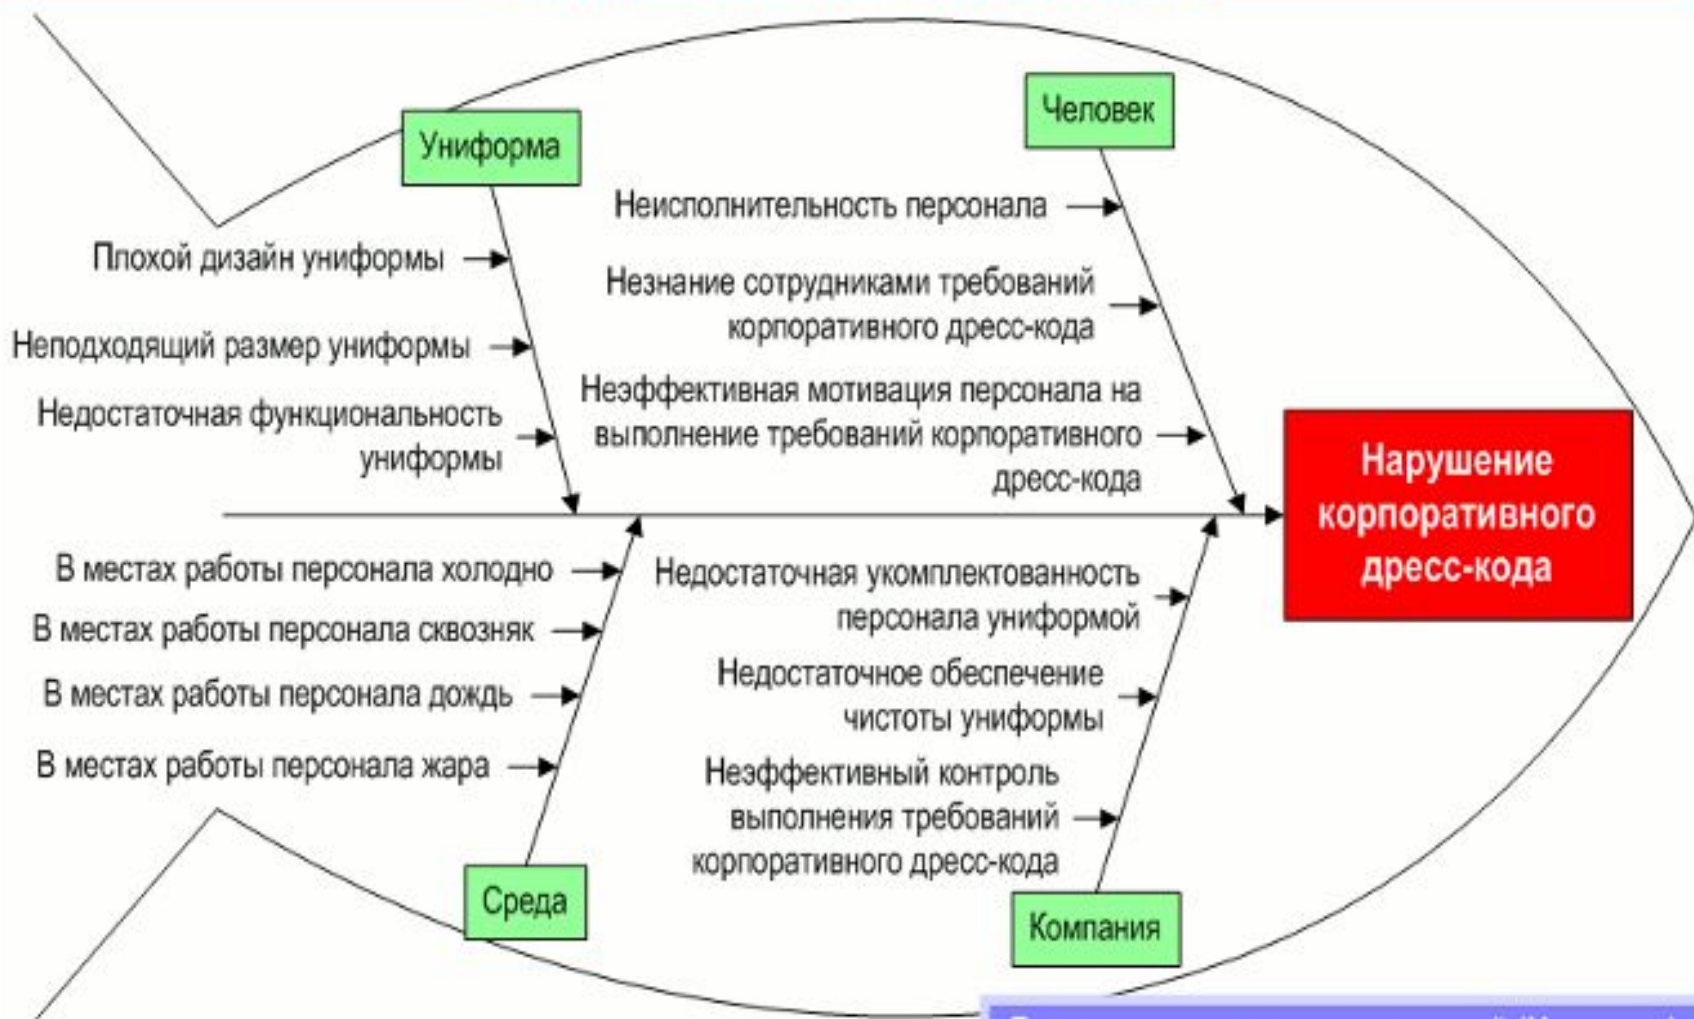 Униформа
Человек
Плохой дизайн униформы
Неподходящий размер униформы
Недостаточная функциональность
униформы
Неисполнительность персонала
Незнание сотрудниками требований
корпоративного дресс-кода
Неэффективная мотивация персонала на
выполнение требований корпоративного
дресс-кода
Нарушение
корпоративного
дресс-кода
В местах работы персонала холодно
В местах работы персонала сквозняк
В местах работы персонала дождь
В местах работы персонала жара
Недостаточная укомплектованность
персонала униформой
Недостаточное обеспечение
чистоты униформы
Неэффективный контроль
выполнения требований
корпоративного дресс-кода
Среда
Компания